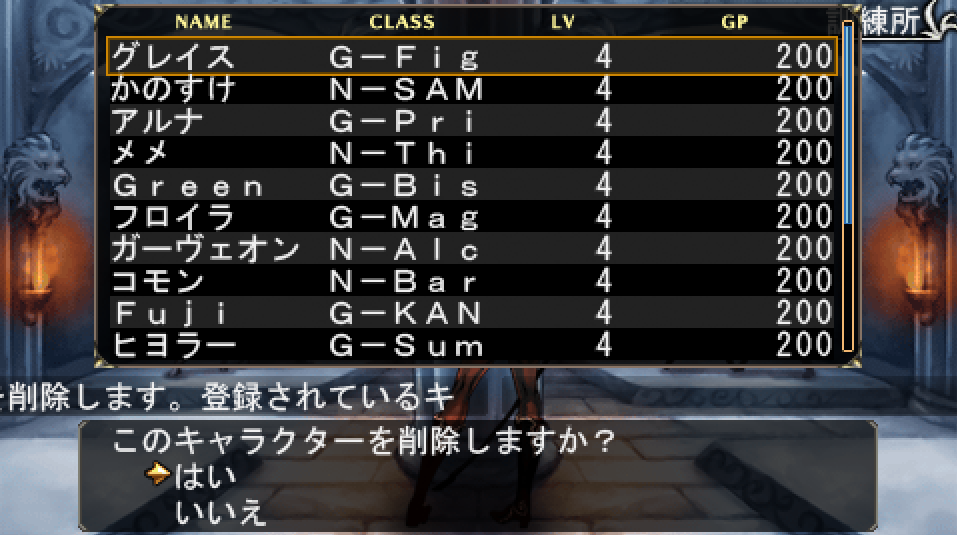 NAME CLASS LV GP
練所
グレイス G－Fig 4 200
かのすけ N－SAM 4 200
アルナ G－Pri 4 200
メメ N－Thi 4 200
Green G－Bis 4 200
フロイラ G－Mag 4 200
ガーヴェオン N－Alc 4 200
コモン N－Bar 4 200
Fuji G－KAN 4 200
ヒヨラー G－Sum 4 200
を削除します。登録されているキ
このキャラクターを削除しますか？
はい
いいえ